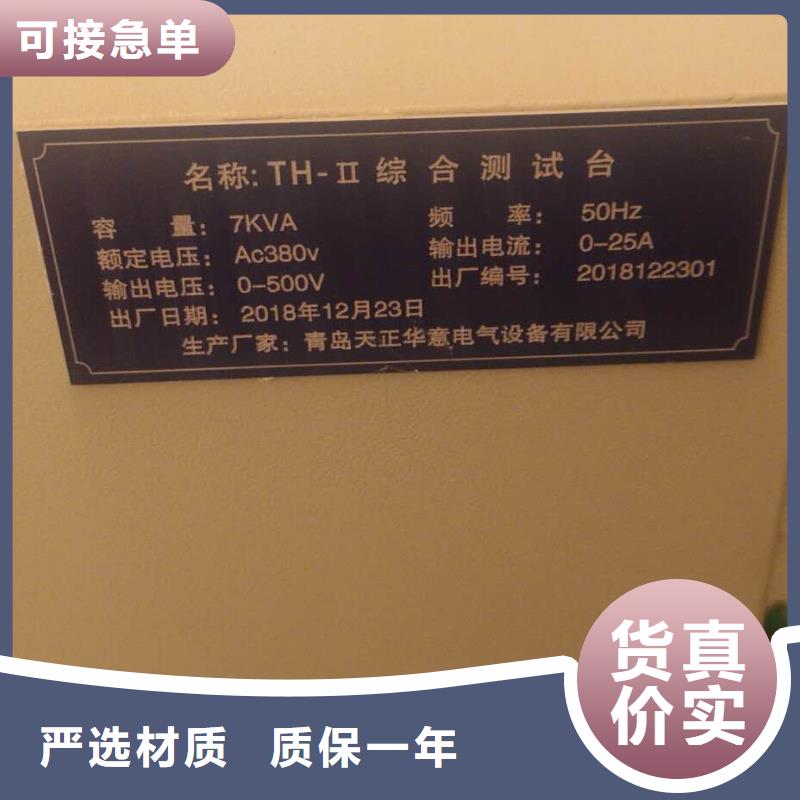 可接急单
名称: TH-Ⅱ 综合测试台
容 量: 7KVA 频 率: 50Hz
额定电压: Ac380v 输出电流: 0-25A
输出电压: 0-500V 出厂编号: 2018122301
出厂日期: 2018年12月23日
生产厂家: 青岛天正华意电气设备有限公司
货真
价实
严选材质 质保一年